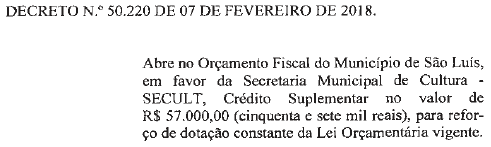 DECRETO N.º 50.220 DE 07 DE FEVEREIRO DE 2018.
Abre no Orçamento Fiscal do Município de São Luís,
em favor da Secretaria Municipal de Cultura -
SECULT, Crédito Suplementar no valor de
R$ 57.000,00 (cinquenta e sete mil reais), para refor-
ço de dotação constante da Lei Orçamentária vigente.